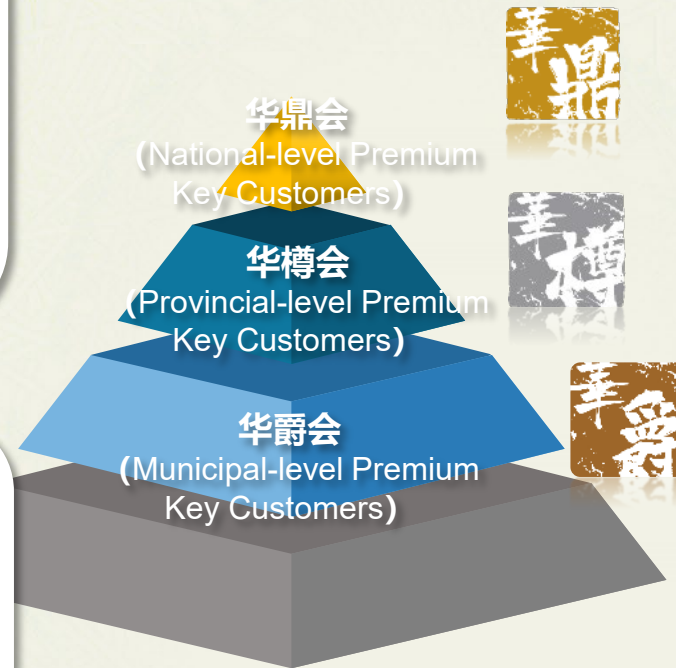 華鼎
华鼎会
(National-level Premium
Key Customers)
華樽
华樽会
(Provincial-level Premium
Key Customers)
華爵
华爵会
(Municipal-level Premium
Key Customers)